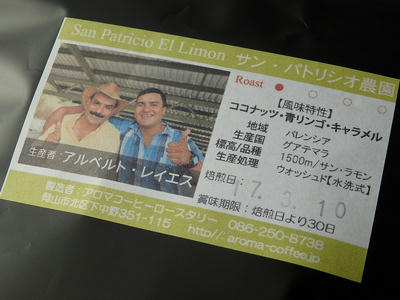 San Patricio El Limon サン・パトリシオ農園
Roast
【風味特性】
ココナッツ・青リンゴ・キャラメル
地域 パレンシア
生産国 グアテマラ
標高/品種 1500m/サン・ラモン
生産処理 ウォッシュド【水洗式】
焙煎日: 17. 3. 10
賞味期限：焙煎日より30日
生産者：アルベルト・レイエス
製造者：アロマコーヒーロースタリー 086-250-8738
岡山市北区下中野351-115 http//:aroma-coffee.jp